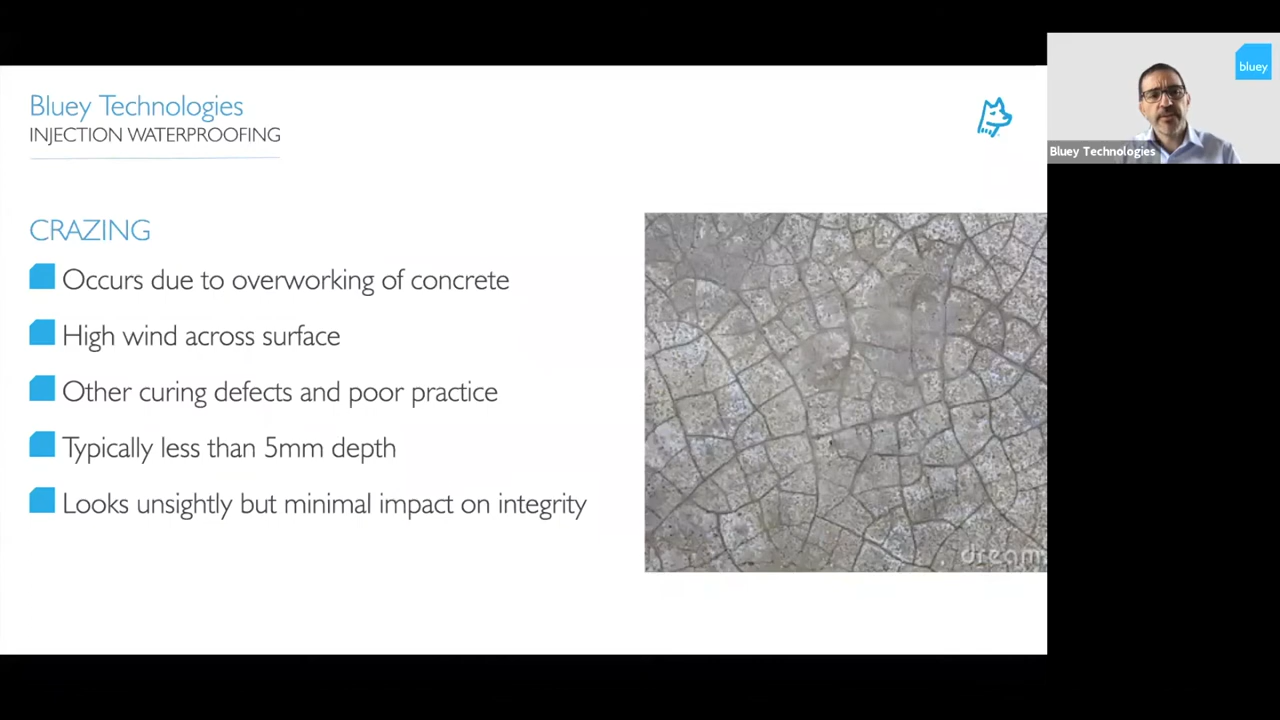 Bluey Technologies
INJECTION WATERPROOFING
CRAZING
Occurs due to overworking of concrete
High wind across surface
Other curing defects and poor practice
Typically less than 5mm depth
Looks unsightly but minimal impact on integrity
dream
bluey
Bluey Technologies